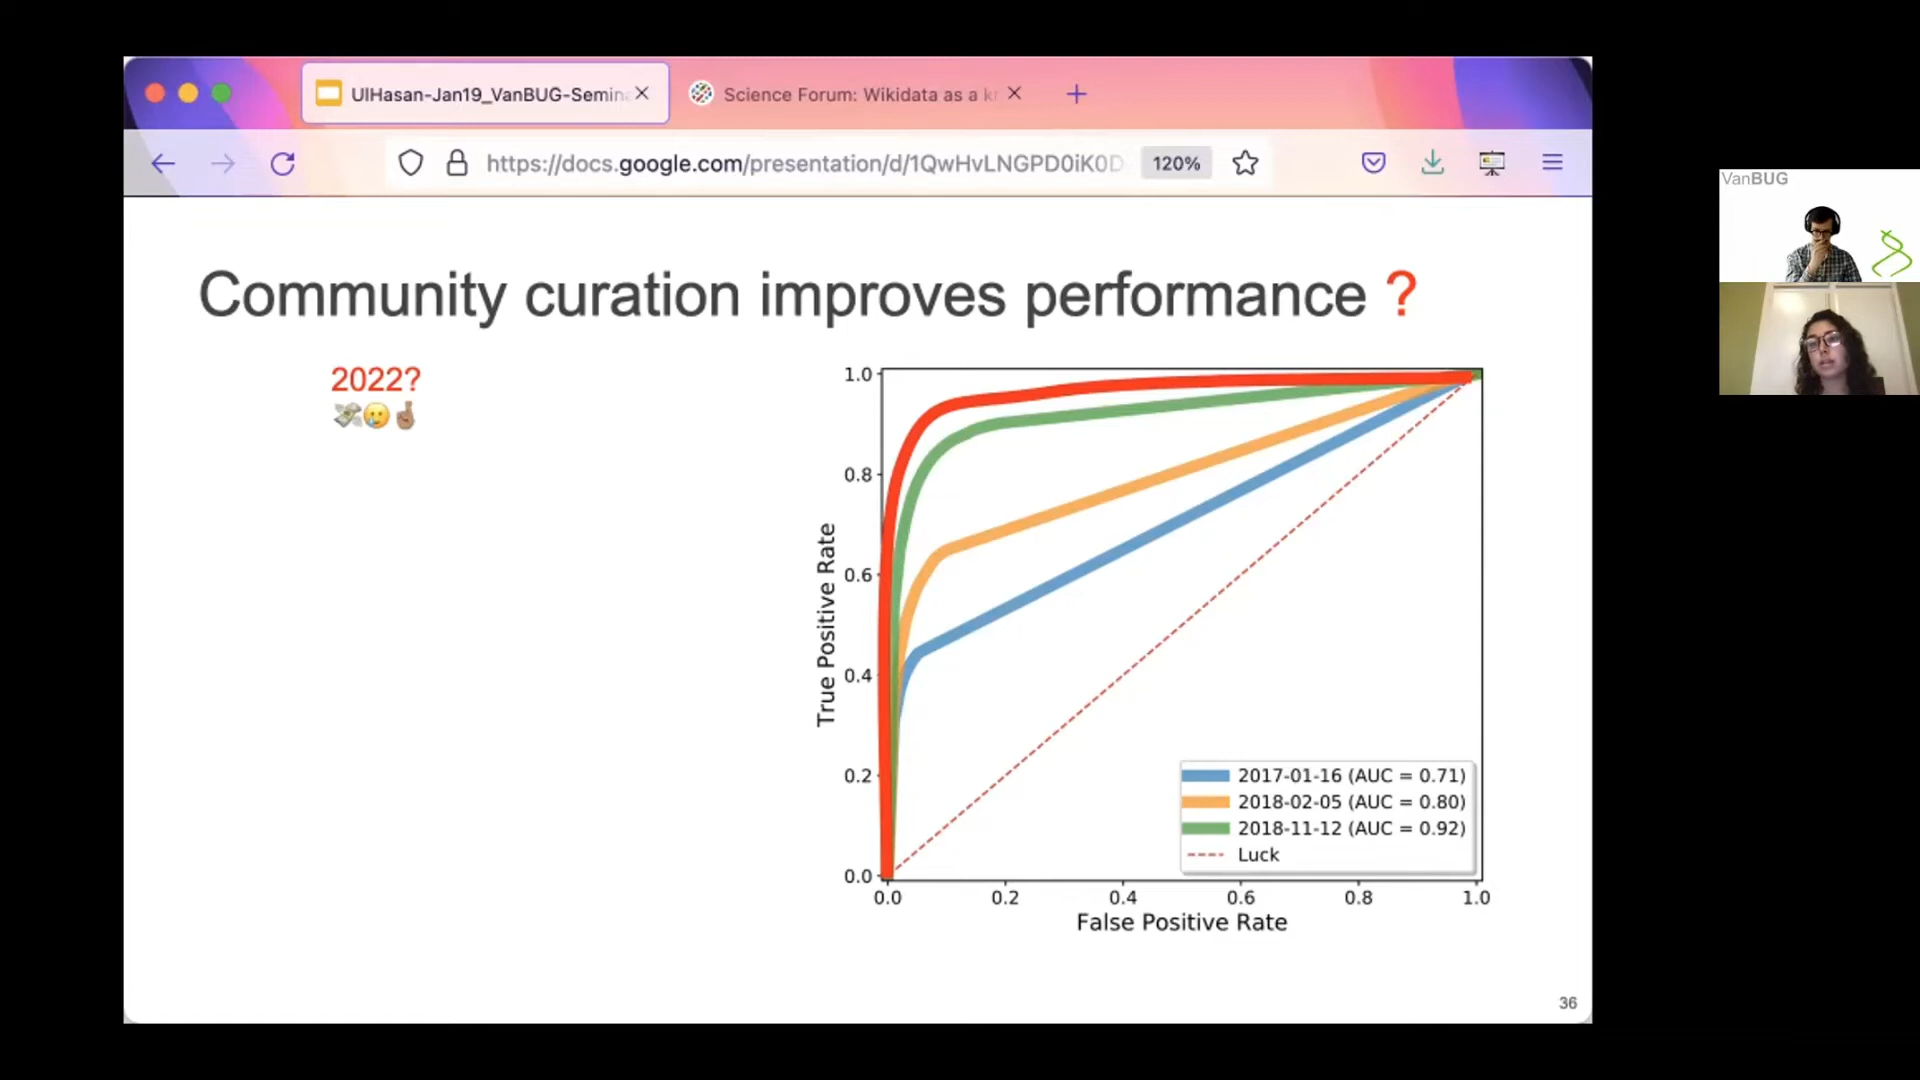 UlHasan-Jan19_VanBUG-Semin
Science Forum: Wikidata as a k
https://docs.google.com/presentation/d/1QwHvLNGPD0iK0D
120%
VanBUG
Community curation improves performance ?
2022?
1.0
0.8
0.6
0.4
0.2
0.0
True Positive Rate
2017-01-16 (AUC = 0.71)
2018-02-05 (AUC = 0.80)
2018-11-12 (AUC = 0.92)
Luck
0.0 0.2 0.4 0.6 0.8 1.0
False Positive Rate
36